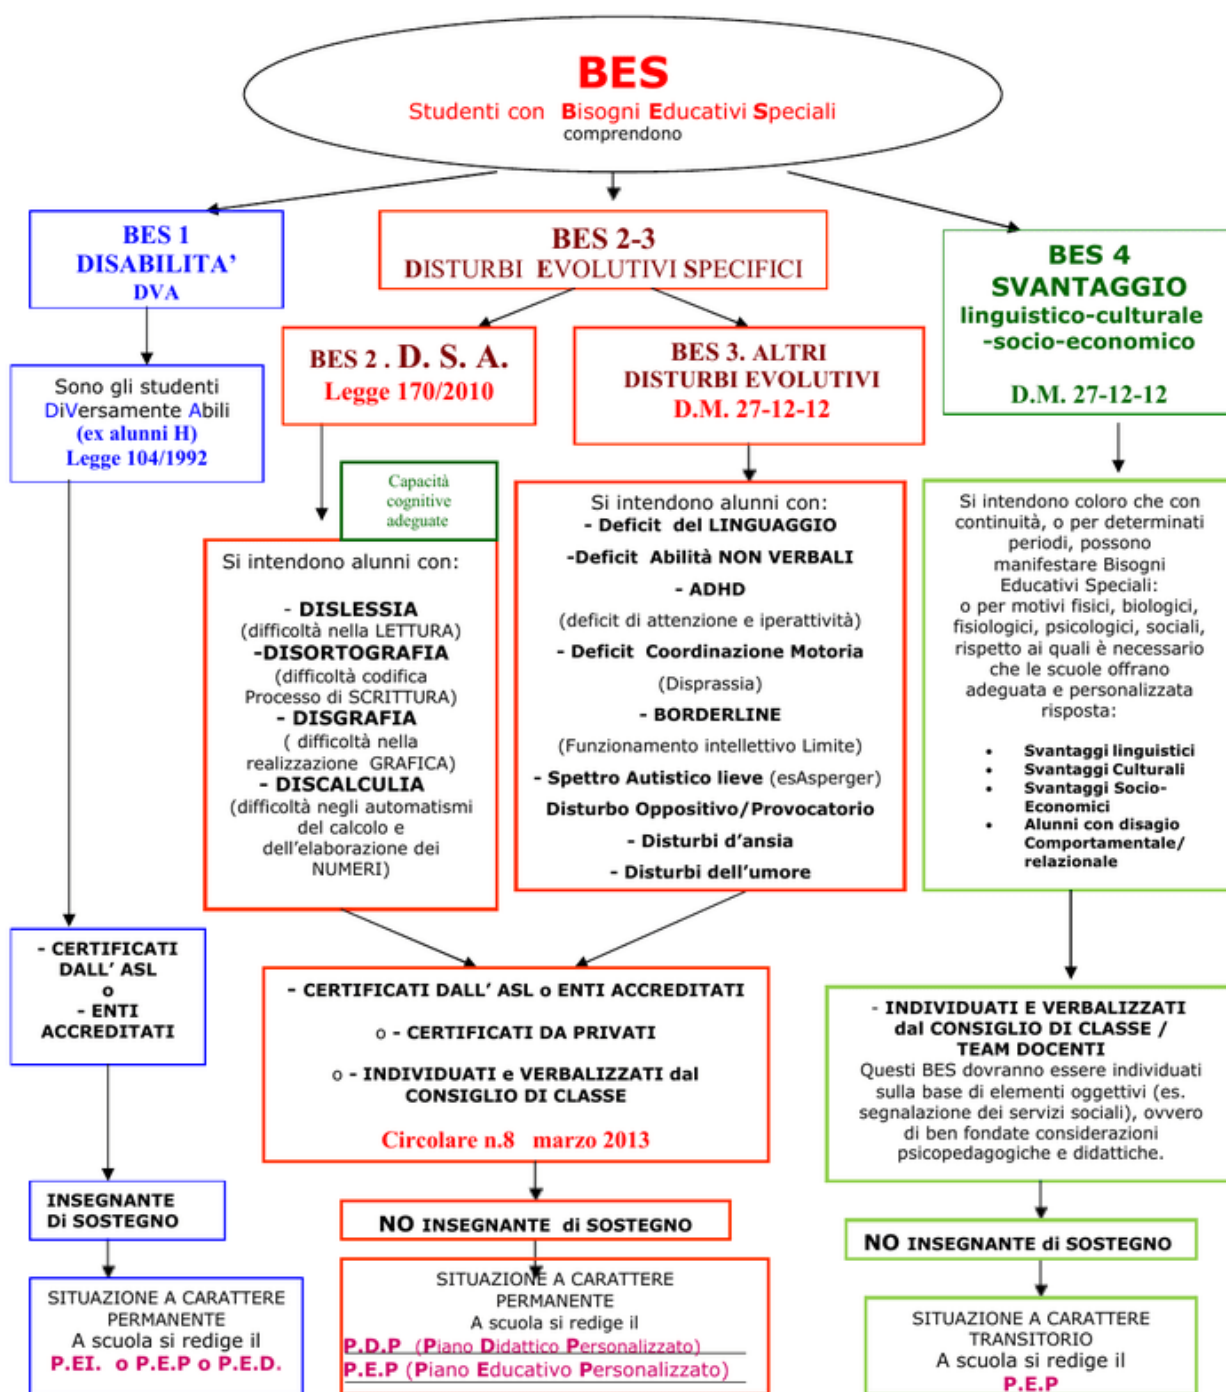 BES
Studenti con Bisogni Educativi Speciali
comprendono
BES 1
DISABILITA’
DVA
Sono gli studenti
DiVersamente Abili
(ex alunni H)
Legge 104/1992
- CERTIFICATI
DALL’ ASL
o
- ENTI
ACCREDITATI
INSEGNANTE
Di SOSTEGNO
SITUAZIONE A CARATTERE
PERMANENTE
A scuola si redige il
P.EI. o P.E.P o P.E.D.
BES 2-3
DISTURBI EVOLUTIVI SPECIFICI
BES 2 . D. S. A.
Legge 170/2010
Capacità
cognitive
adeguate
Si intendono alunni con:
- DISLESSIA
(difficoltà nella LETTURA)
-DISORTOGRAFIA
(difficoltà codifica
Processo di SCRITTURA)
- DISGRAFIA
( difficoltà nella
realizzazione GRAFICA)
- DISCALCULIA
(difficoltà negli automatismi
del calcolo e
dell’elaborazione dei
NUMERI)
BES 3. ALTRI
DISTURBI EVOLUTIVI
D.M. 27-12-12
Si intendono alunni con:
- Deficit del LINGUAGGIO
-Deficit Abilità NON VERBALI
- ADHD
(deficit di attenzione e iperattività)
- Deficit Coordinazione Motoria
(Disprassia)
- BORDERLINE
(Funzionamento intellettivo Limite)
- Spettro Autistico lieve (esAsperger)
Disturbo Oppositivo/Provocatorio
- Disturbi d’ansia
- Disturbi dell’umore
- CERTIFICATI DALL’ ASL o ENTI ACCREDITATI
o - CERTIFICATI DA PRIVATI
o - INDIVIDUATI e VERBALIZZATI dal
CONSIGLIO DI CLASSE
Circolare n.8 marzo 2013
NO INSEGNANTE di SOSTEGNO
SITUAZIONE A CARATTERE
PERMANENTE
A scuola si redige il
P.D.P (Piano Didattico Personalizzato)
P.E.P (Piano Educativo Personalizzato)
BES 4
SVANTAGGIO
linguistico-culturale
-socio-economico
D.M. 27-12-12
Si intendono coloro che con
continuità, o per determinati
periodi, possono
manifestare Bisogni
Educativi Speciali:
o per motivi fisici, biologici,
fisiologici, psicologici, sociali,
rispetto ai quali è necessario
che le scuole offrano
adeguata e personalizzata
risposta:
• Svantaggi linguistici
• Svantaggi Culturali
• Svantaggi Socio-
Economici
• Alunni con disagio
Comportamentale/
relazionale
- INDIVIDUATI E VERBALIZZATI
dal CONSIGLIO DI CLASSE /
TEAM DOCENTI
Questi BES dovranno essere individuati
sulla base di elementi oggettivi (es.
segnalazione dei servizi sociali), ovvero
di ben fondate considerazioni
psicopedagogiche e didattiche.
NO INSEGNANTE di SOSTEGNO
SITUAZIONE A CARATTERE
TRANSITORIO
A scuola si redige il
P.E.P